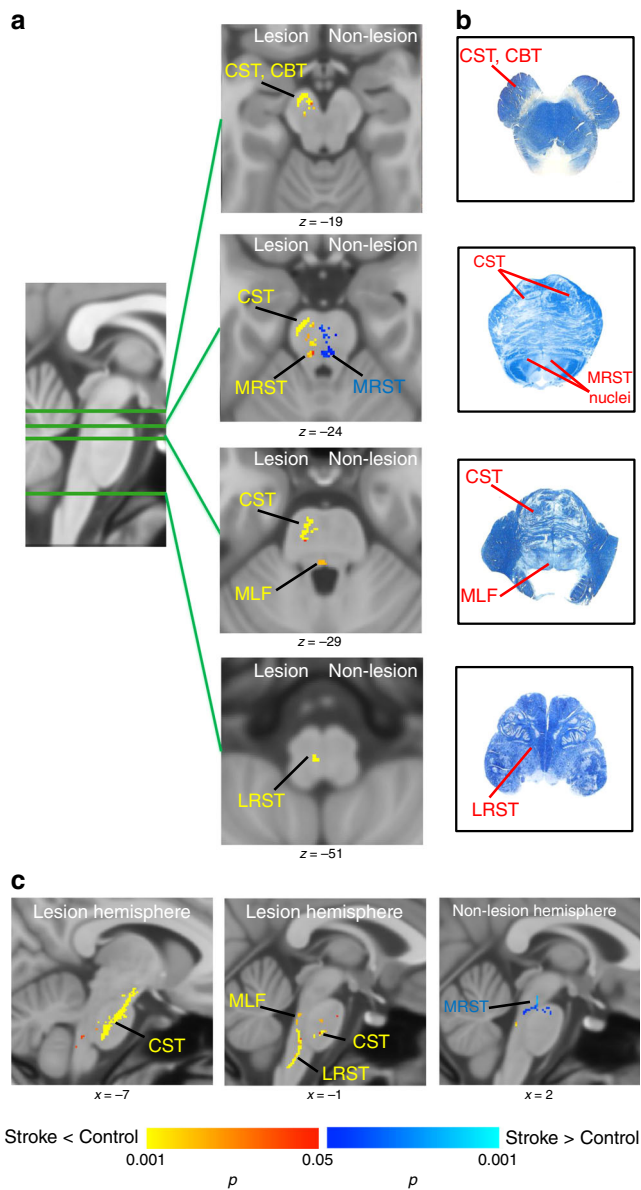 a
b
Lesion Non-lesion
CST, CBT
z = –19
CST, CBT
Lesion Non-lesion
CST
MRST
MRST
z = –24
CST
MRST
nuclei
Lesion Non-lesion
CST
MLF
z = –29
CST
MLF
Lesion Non-lesion
LRST
z = –51
LRST
c
Lesion hemisphere
CST
x = –7
Lesion hemisphere
MLF
CST
LRST
x = –1
Non-lesion hemisphere
MRST
x = 2
Stroke < Control
Stroke > Control
0.001 0.05 0.001
p p